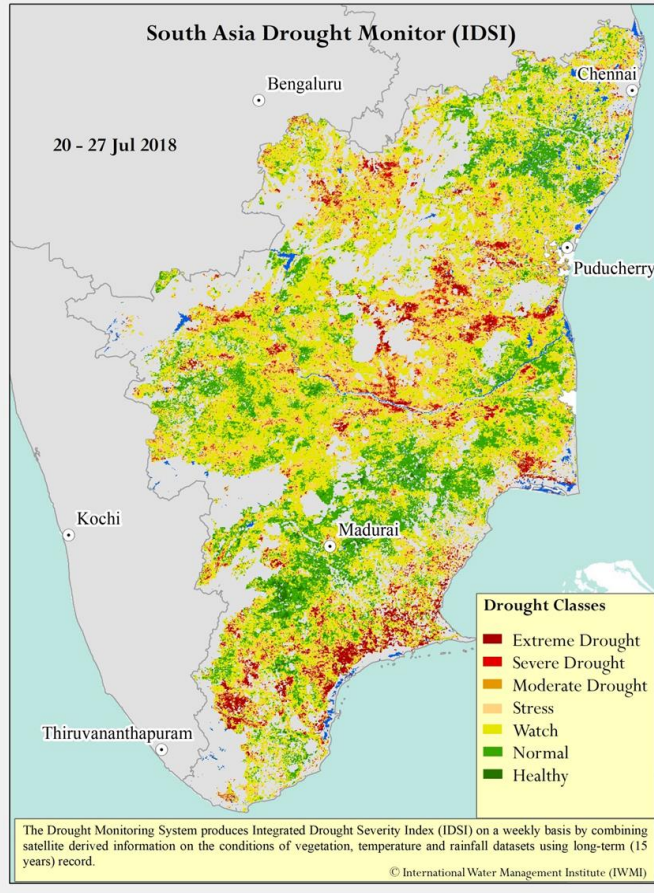 South Asia Drought Monitor (IDSI)
Chennai
Bengaluru
20 - 27 Jul 2018
Puducherry
Kochi
Madurai
Thiruvananthapuram
Drought Classes
Extreme Drought
Severe Drought
Moderate Drought
Stress
Watch
Normal
Healthy
The Drought Monitoring System produces Integrated Drought Severity Index (IDSI) on a weekly basis by combining
satellite derived information on the conditions of vegetation, temperature and rainfall datasets using long-term (15
years) record.
© International Water Management Institute (IWMI)